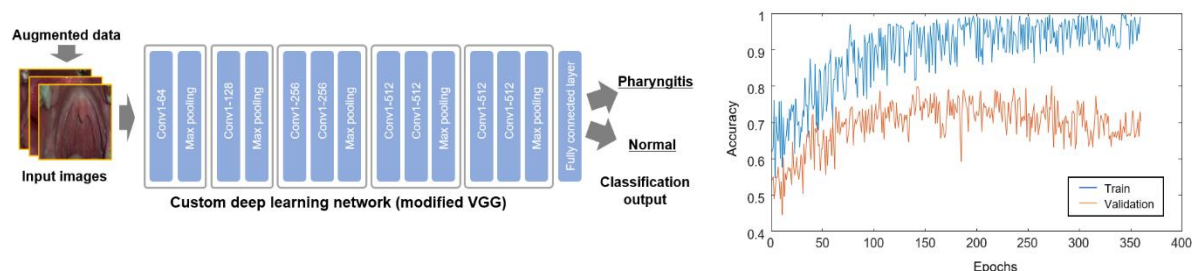 Augmented data
Input images
Conv1-64
Max pooling
Conv1-128
Max pooling
Conv1-256
Conv1-256
Max pooling
Conv1-512
Conv1-512
Max pooling
Conv1-512
Conv1-512
Max pooling
Fully connected layer
Custom deep learning network (modified VGG)
Pharyngitis
Normal
Classification
output
1
0.9
0.8
0.7
0.6
0.5
0.4
Accuracy
0
50
100
150
200
250
300
350
400
Epochs
Train
Validation